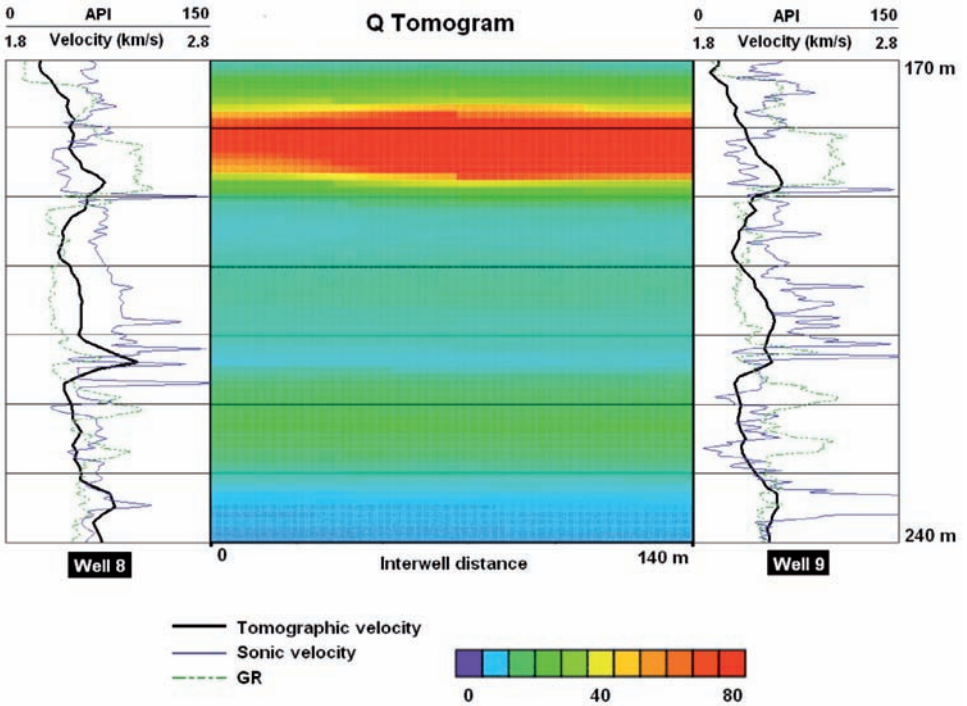 Q Tomogram
0 API 150
1.8 Velocity (km/s) 2.8
0 API 150
1.8 Velocity (km/s) 2.8
170 m
240 m
0 Interwell distance 140 m
Well 8
Well 9
Tomographic velocity
Sonic velocity
GR
0 40 80